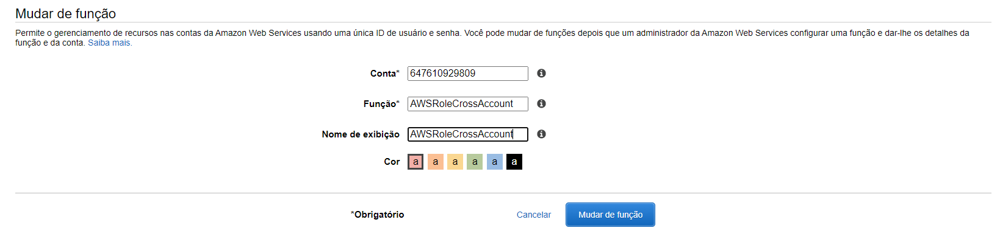 Mudar de função
Permite o gerenciamento de recursos nas contas da Amazon Web Services usando uma única ID de usuário e senha. Você pode mudar de funções depois que um administrador da Amazon Web Services configurar uma função e dar-lhe os detalhes da
função e da conta. Saiba mais.
Conta* 647610929809
Função* AWSRoleCrossAccount
Nome de exibição AWSRoleCrossAccount
Cor a a a a a a
*Obrigatório Cancelar Mudar de função